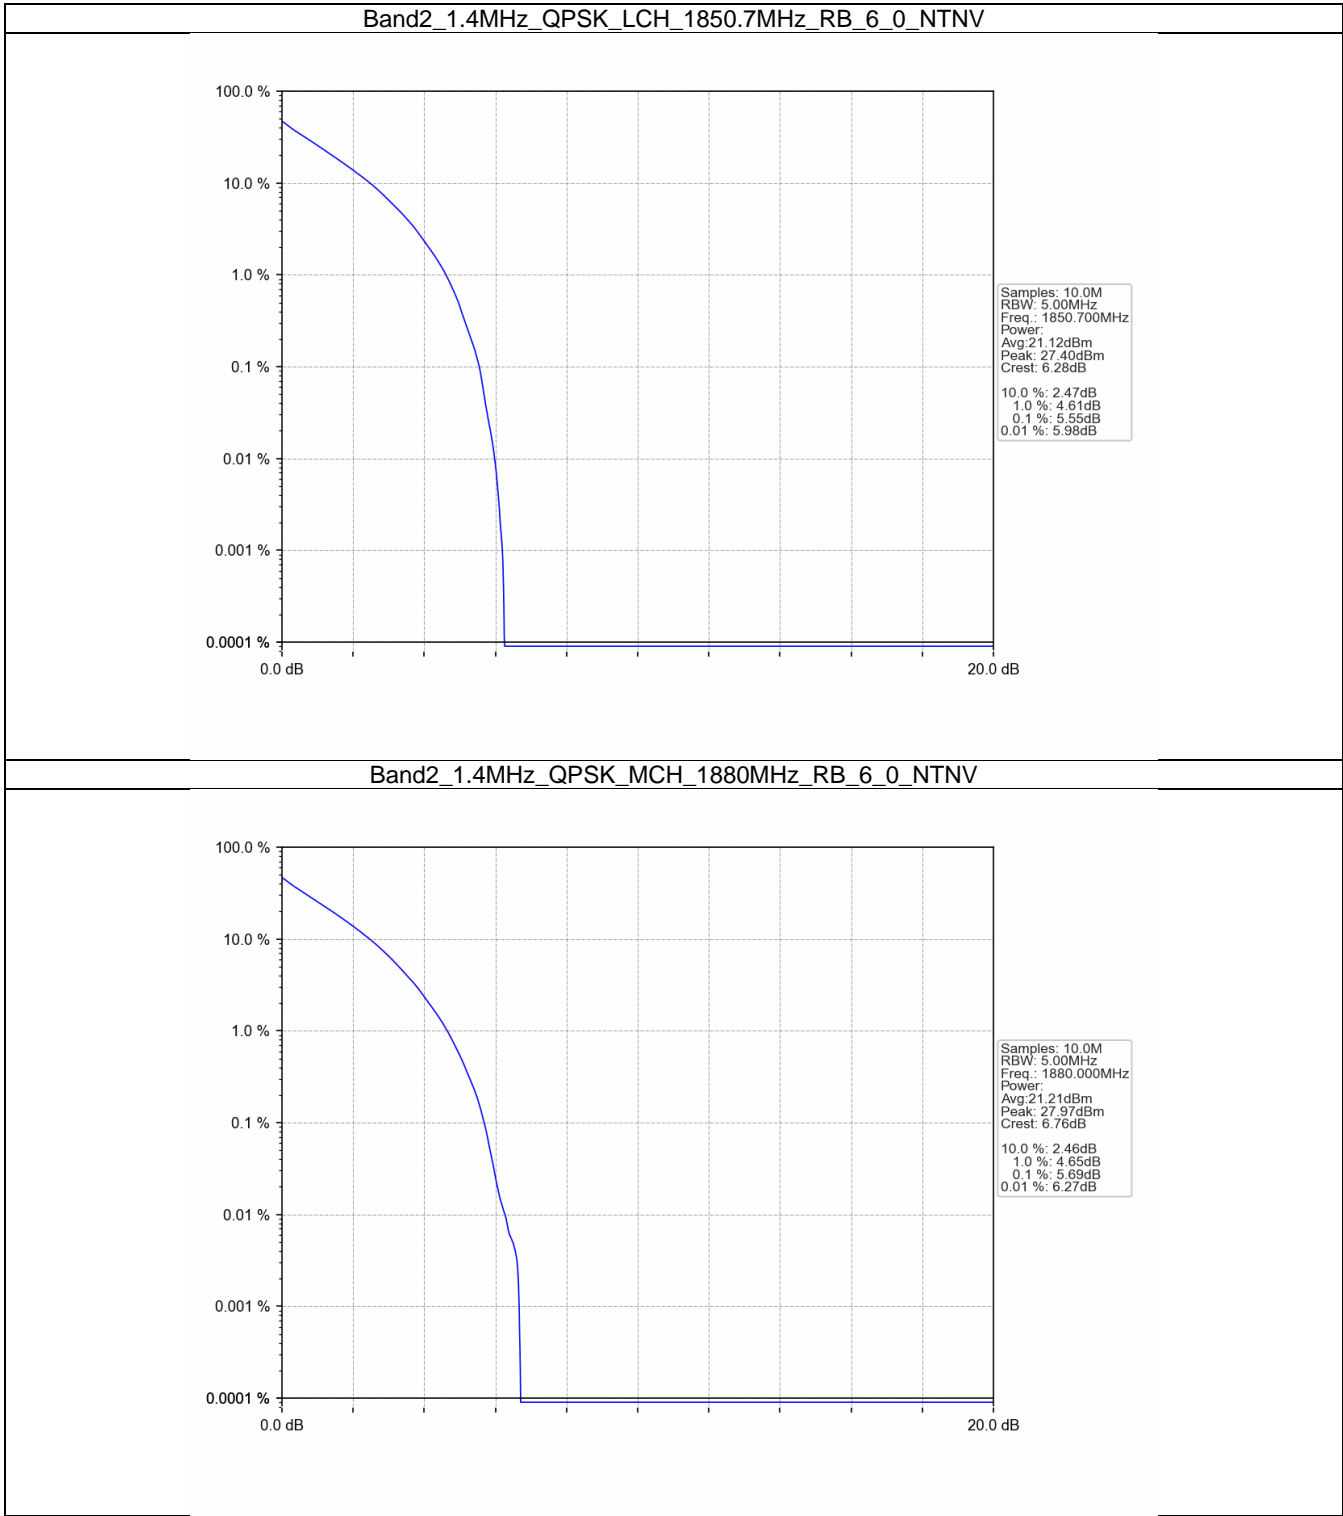 Band2_1.4MHz_QPSK_LCH_1850.7MHz_RB_6_0_NTNV
100.0 %
10.0 %
1.0 %
0.1 %
0.01 %
0.001 %
0.0001 %
0.0 dB
20.0 dB
Samples: 10.0M
RBW: 5.00MHz
Freq.: 1850.700MHz
Power:
Avg:21.12dBm
Peak: 27.40dBm
Crest: 6.28dB
10.0 %: 2.47dB
1.0 %: 4.61dB
0.1 %: 5.55dB
0.01 %: 5.98dB
Band2_1.4MHz_QPSK_MCH_1880MHz_RB_6_0_NTNV
100.0 %
10.0 %
1.0 %
0.1 %
0.01 %
0.001 %
0.0001 %
0.0 dB
20.0 dB
Samples: 10.0M
RBW: 5.00MHz
Freq.: 1880.000MHz
Power:
Avg:21.21dBm
Peak: 27.97dBm
Crest: 6.76dB
10.0 %: 2.46dB
1.0 %: 4.65dB
0.1 %: 5.69dB
0.01 %: 6.27dB